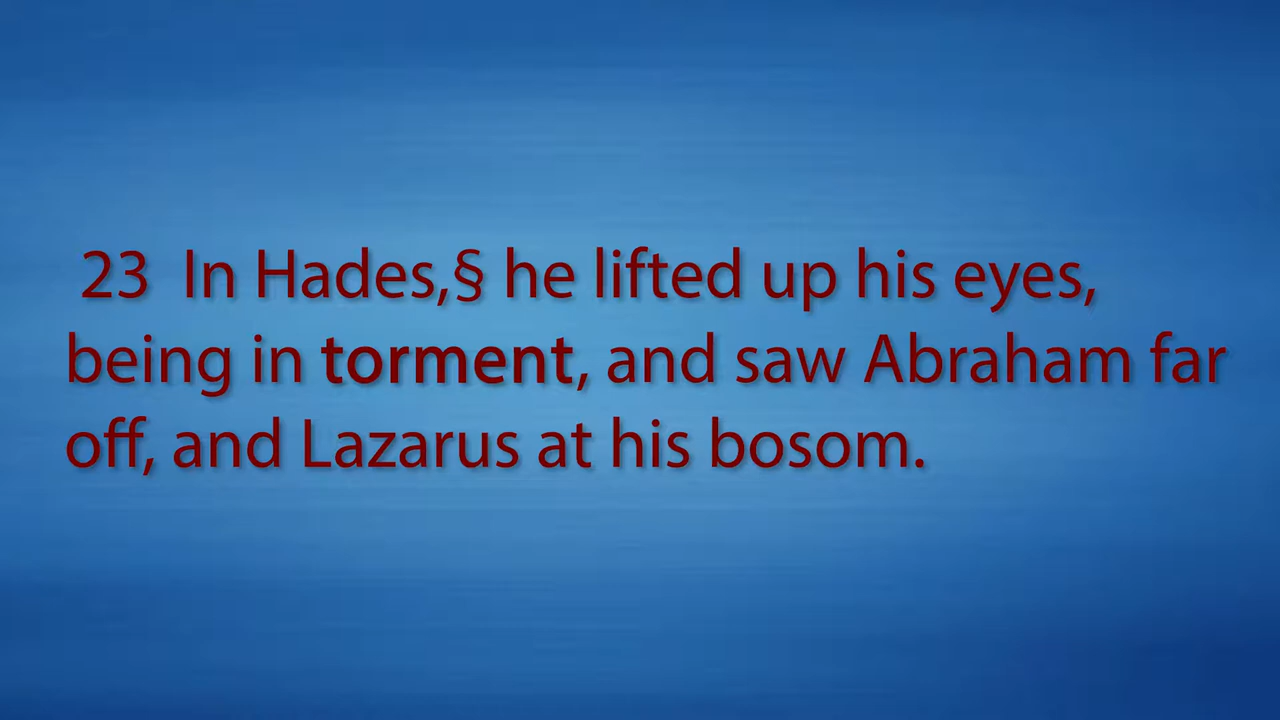 23 In Hades,§ he lifted up his eyes,
being in torment, and saw Abraham far
off, and Lazarus at his bosom.